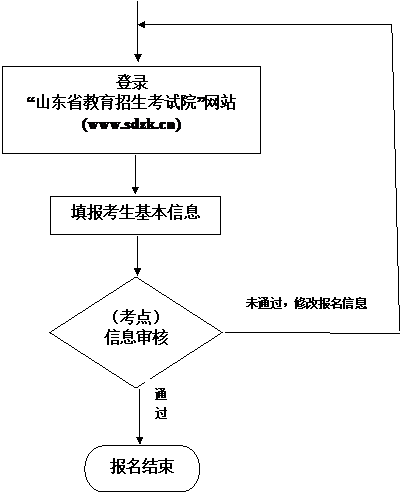 登录
“山东省教育招生考试院”网站
(www.sdzk.cn)
填报考生基本信息
（考点）
信息审核
未通过，修改报名信息
通
过
报名结束